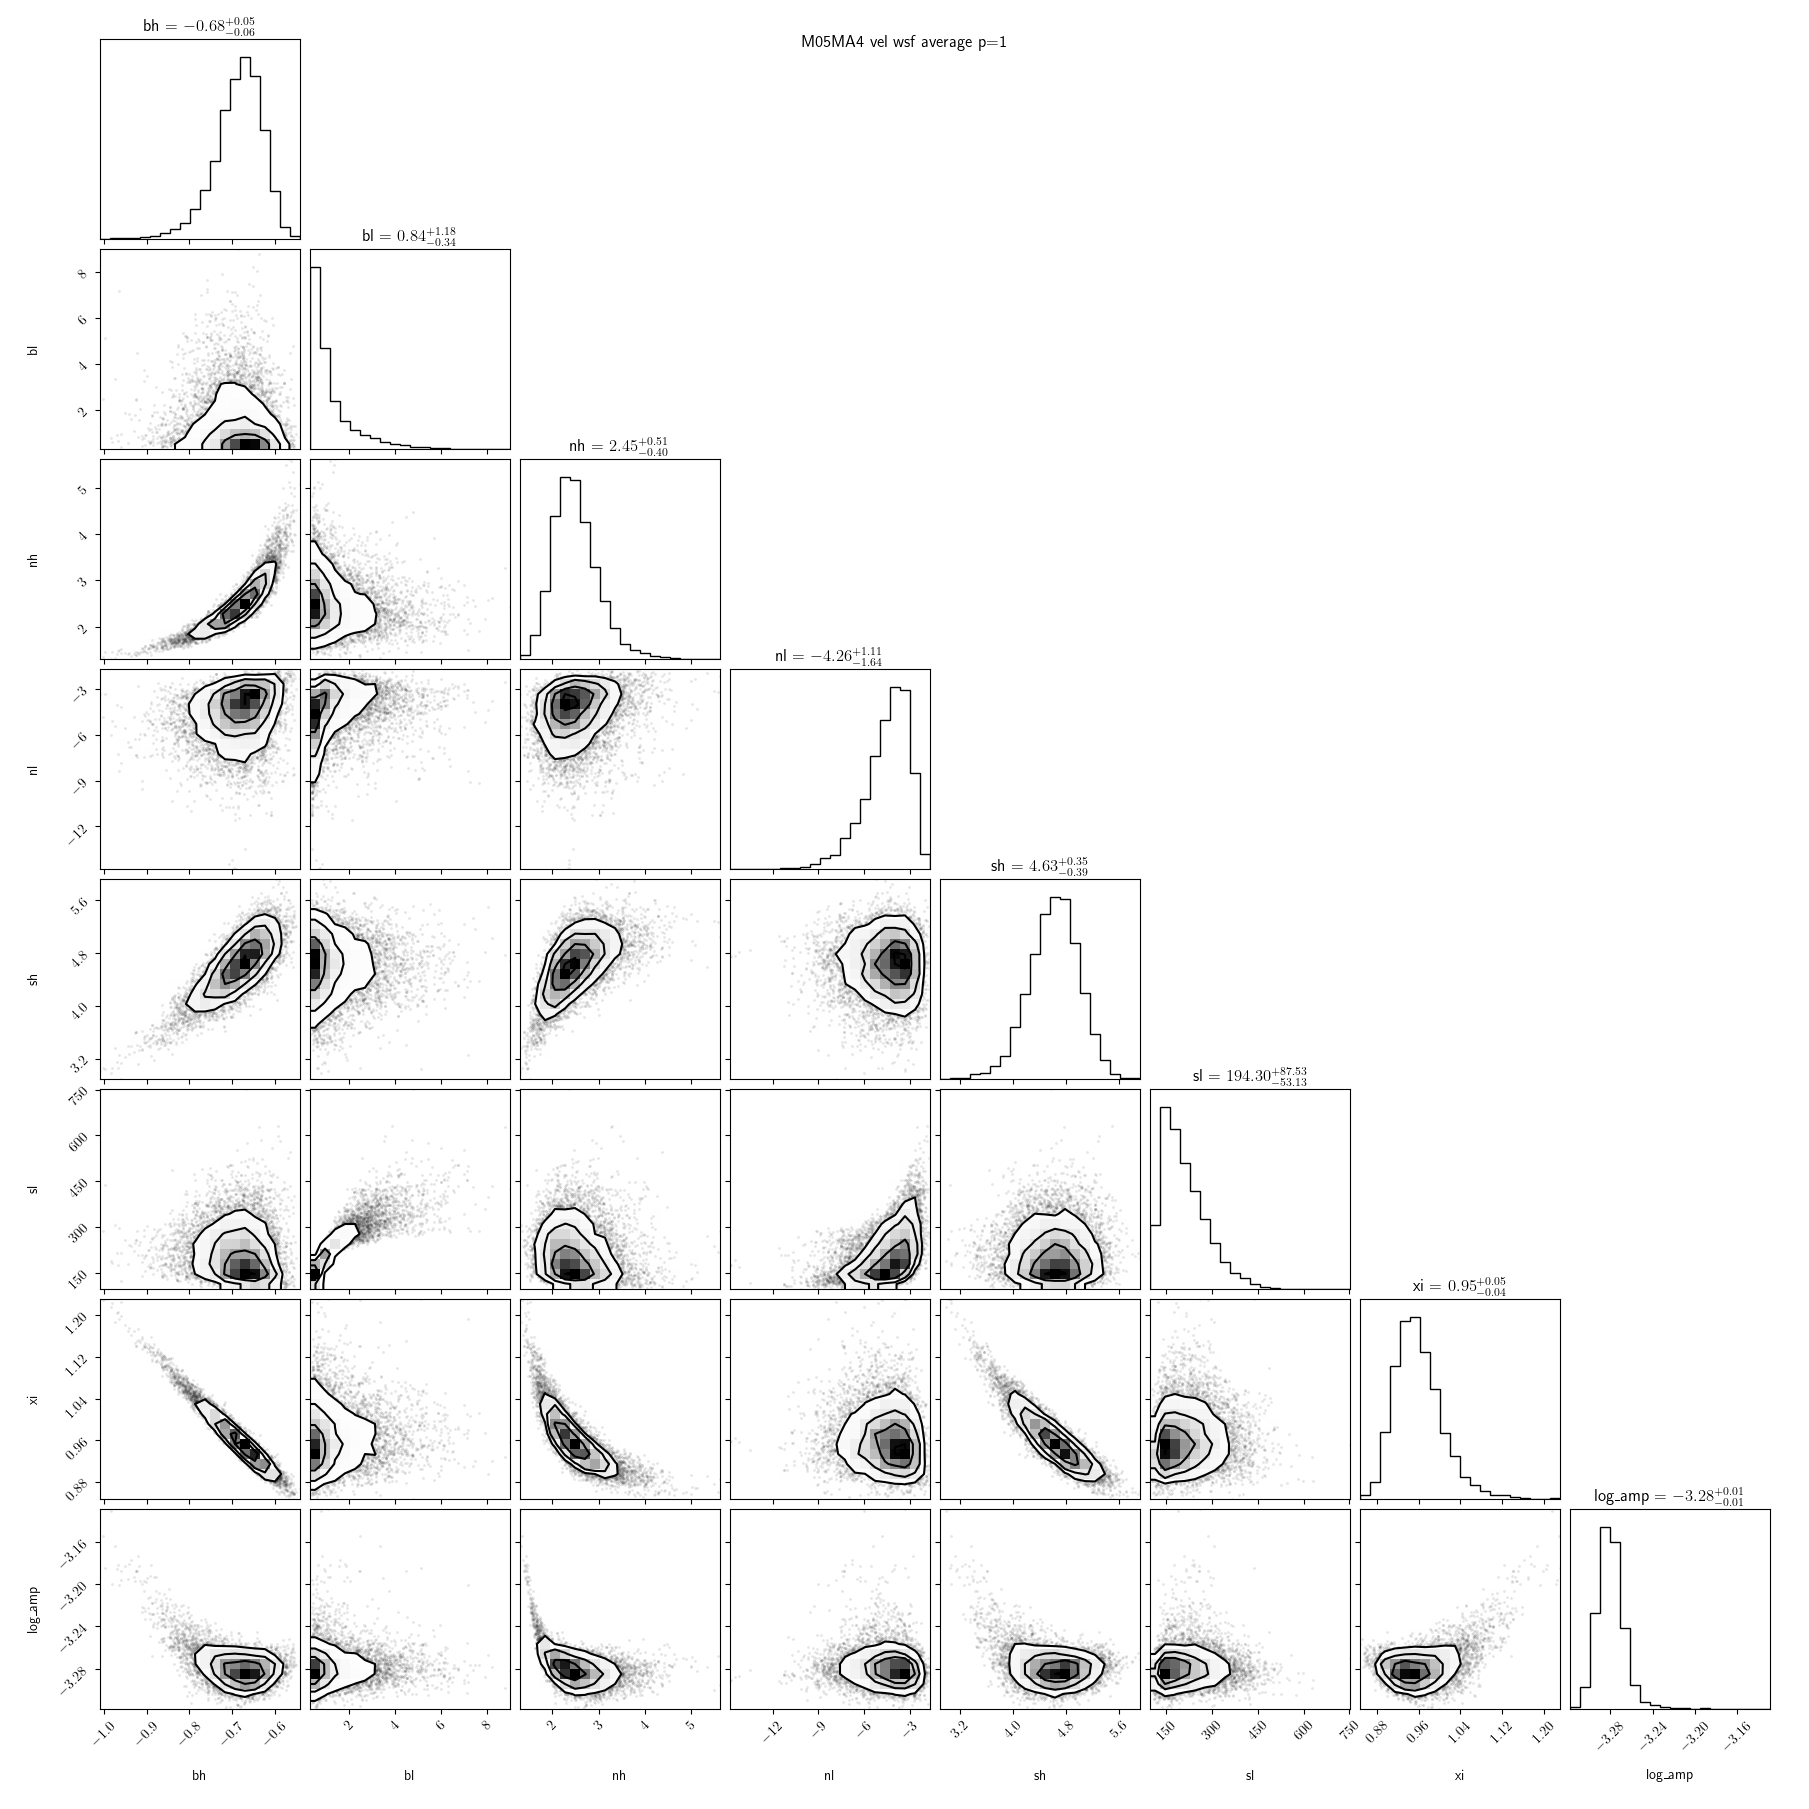 M05MA4 vel wsf average p=1
bh = −0.68 +0.05 −0.06
bl = 0.84 +1.18 −0.34
bl
8
6
4
2
nh = 2.45 +0.51 −0.40
nh
5
4
3
2
nl = −4.26 +1.11 −1.64
nl
−3
−6
−9
−12
sh = 4.63 +0.35 −0.39
sh
5.6
4.8
4.0
3.2
sl = 194.30 +87.53 −53.13
sl
750
600
450
300
150
xi = 0.95 +0.05 −0.04
xi
1.20
1.12
1.04
0.96
0.88
log_amp = −3.28 +0.01 −0.01
log_amp
−3.16
−3.20
−3.24
−3.28
−1.0 −0.9 −0.8 −0.7 −0.6
2 4 6 8
2 3 4 5
−12 −9 −6 −3
3.2 4.0 4.8 5.6
150 300 450 600 750
0.88 0.96 1.04 1.12 1.20
−3.28 −3.24 −3.20 −3.16
bh bl nh nl sh sl xi log_amp